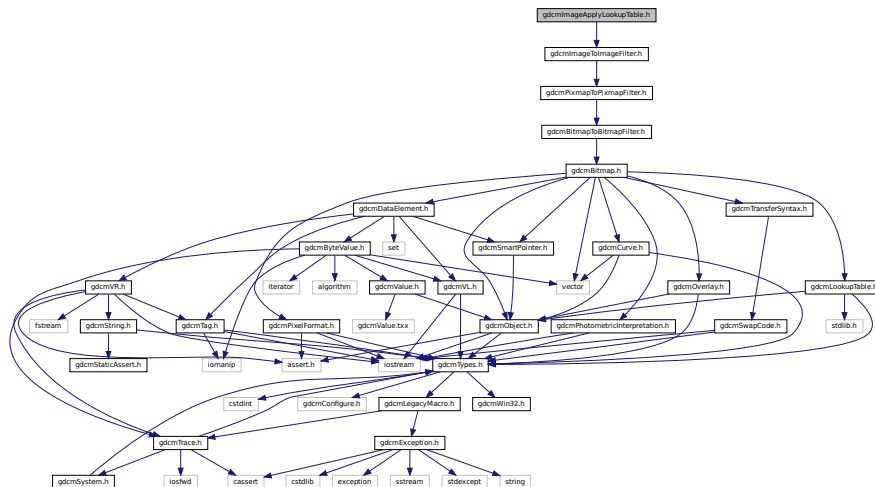 gdcmImageApplyLookupTable.h
gdcmImageToImageFilter.h
gdcmPixmapToPixmapFilter.h
gdcmBitmapToBitmapFilter.h
gdcmBitmap.h
gdcmDataElement.h
gdcmTransferSyntax.h
gdcmByteValue.h
set
gdcmSmartPointer.h
gdcmCurve.h
gdcmVR.h
iterator
algorithm
gdcmValue.h
gdcmVL.h
vector
gdcmOverlay.h
gdcmLookupTable.h
fstream
gdcmString.h
gdcmTag.h
gdcmPixelFormat.h
gdcmValue.txx
gdcmObject.h
gdcmPhotometricInterpretation.h
gdcmSwapCode.h
stdlib.h
gdcmStaticAssert.h
iomanip
assert.h
iostream
gdcmTypes.h
cstdint
gdcmConfigure.h
gdcmLegacyMacro.h
gdcmWin32.h
gdcmTrace.h
gdcmException.h
gdcmSystem.h
iosfwd
cassert
cstdlib
exception
sstream
stdexcept
string